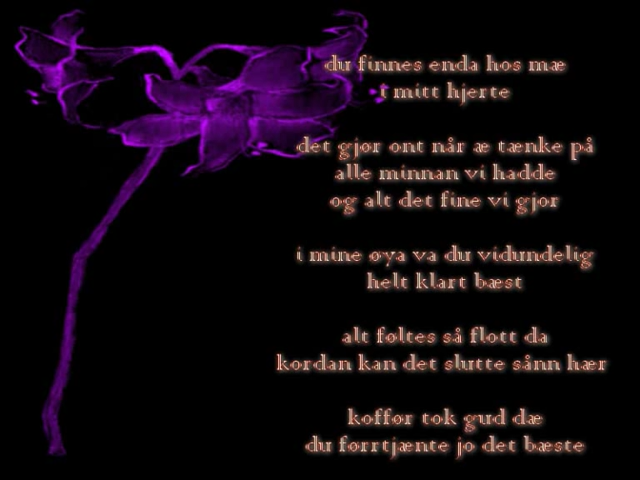 du finnes enda hos mæ
i mitt hjerte
det gjør ont når æ tænke på
alle minnan vi hadde
og alt det fine vi gjor
i mine øya va du vidundelig
helt klart bæst
alt føltes så flott da
kordan kan det slutte sånn hær
koffør tok gud dæ
du førrtjænte jo det bæste